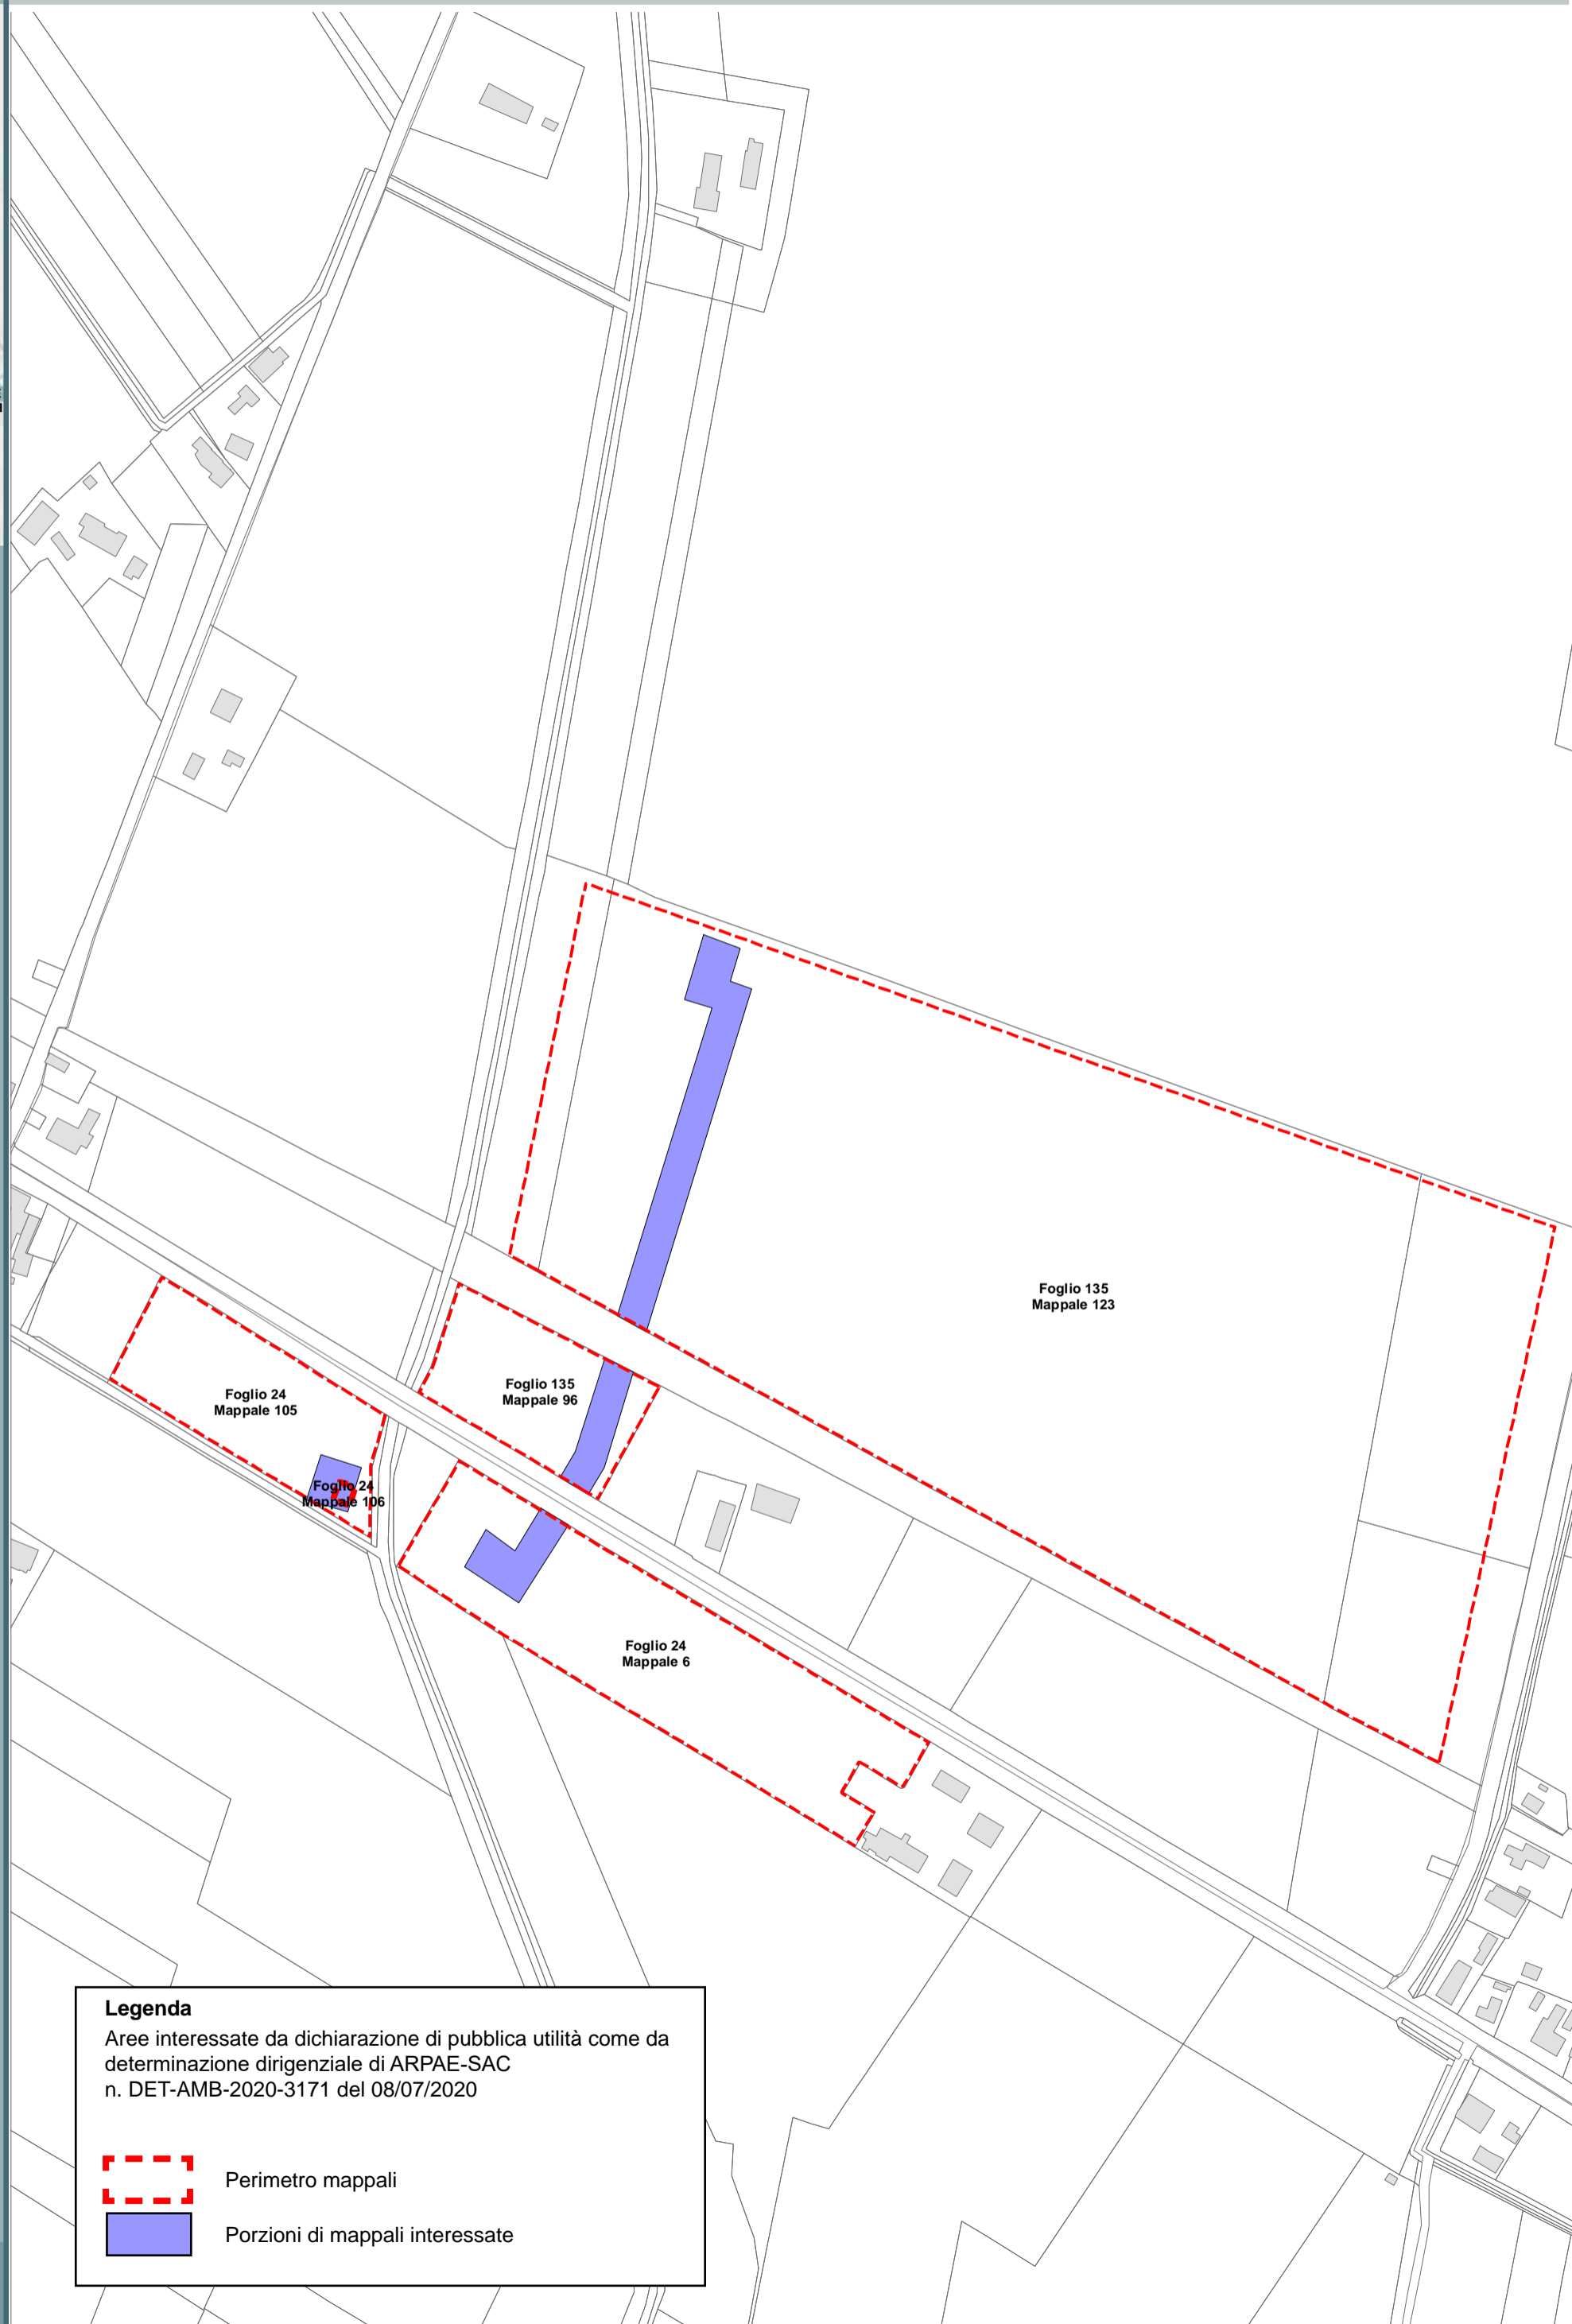 Foglio 135
Mappale 123
Foglio 135
Mappale 96
Foglio 24
Mappale 105
Foglio 24
Mappale 106
Foglio 24
Mappale 6
Legenda
Aree interessate da dichiarazione di pubblica utilità come da
determinazione dirigenziale di ARPAE-SAC
n. DET-AMB-2020-3171 del 08/07/2020
Perimetro mappali
Porzioni di mappali interessate